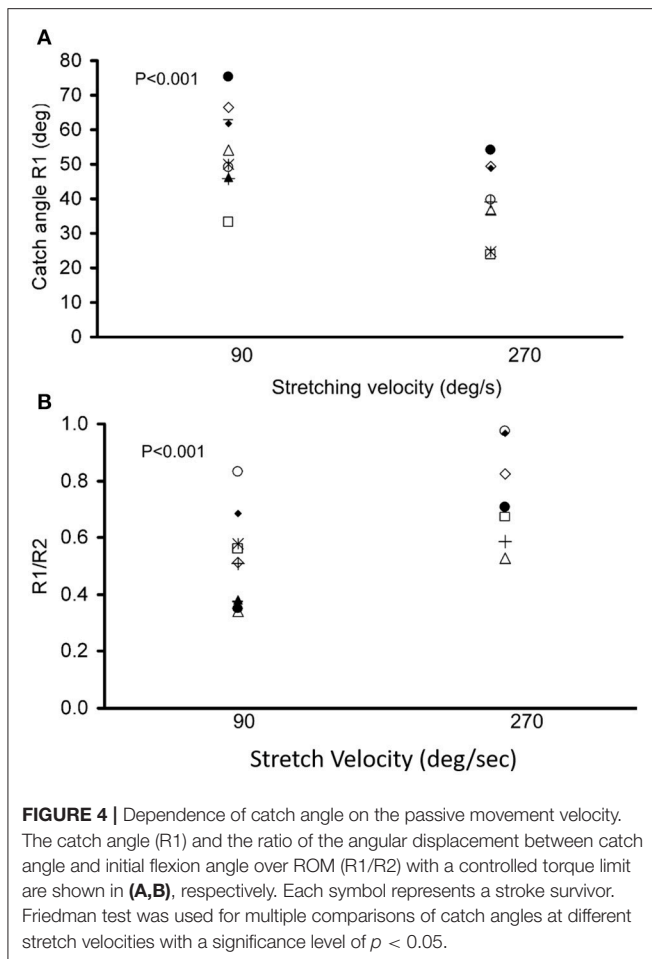 A
P<0.001
Catch angle R1 (deg)
80
70
60
50
40
30
20
10
0
90
270
Stretching velocity (deg/s)
B
P<0.001
R1/R2
1.0
0.8
0.6
0.4
0.2
0.0
90
270
Stretch Velocity (deg/sec)
FIGURE 4 | Dependence of catch angle on the passive movement velocity.
The catch angle (R1) and the ratio of the angular displacement between catch
angle and initial flexion angle over ROM (R1/R2) with a controlled torque limit
are shown in (A,B), respectively. Each symbol represents a stroke survivor.
Friedman test was used for multiple comparisons of catch angles at different
stretch velocities with a significance level of p < 0.05.